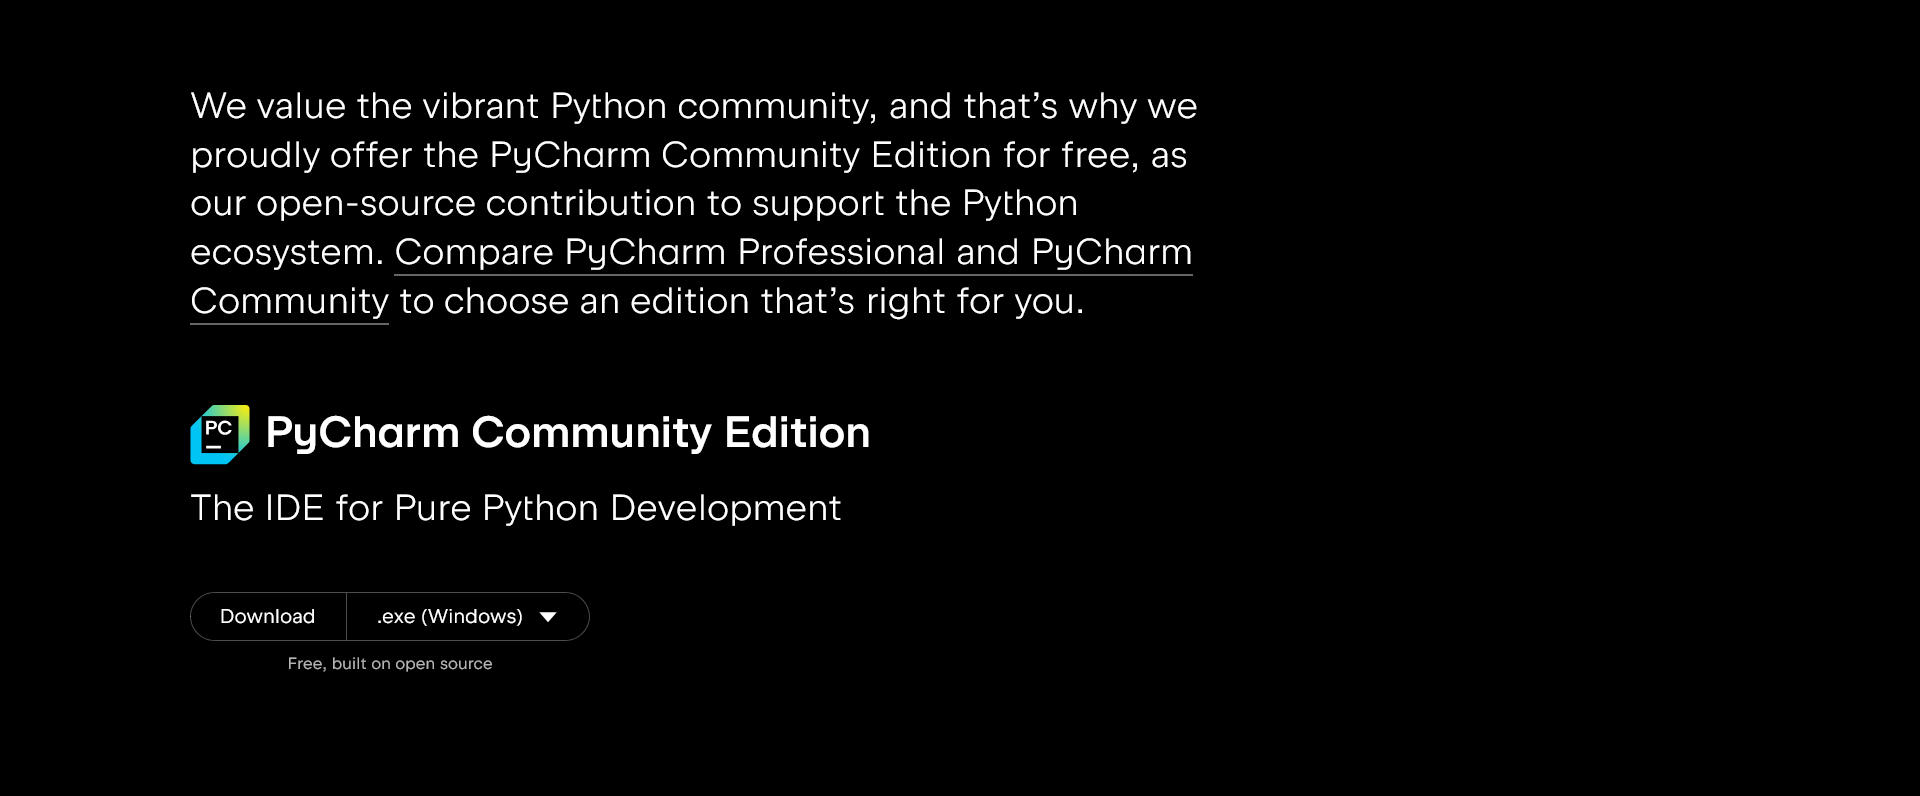 We value the vibrant Python community, and that’s why we
proudly offer the PyCharm Community Edition for free, as
our open-source contribution to support the Python
ecosystem. Compare PyCharm Professional and PyCharm
Community to choose an edition that’s right for you.
PC PyCharm Community Edition
The IDE for Pure Python Development
Download .exe (Windows)
Free, built on open source